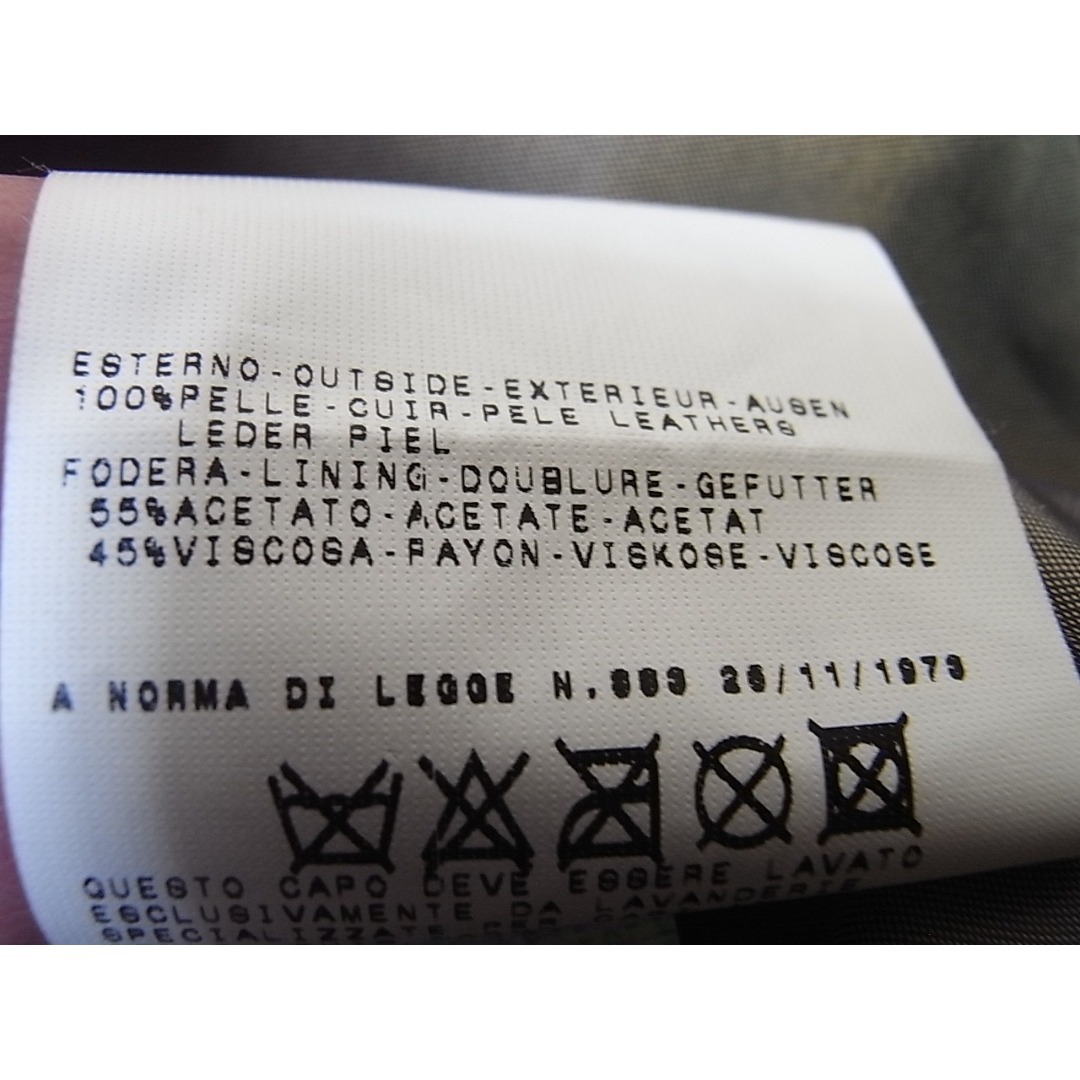 ESTERNO-OUTSIDE-EXTERIEUR-AUSEN
100%PELLE-CUIR-PELE LEATHERS
LEDER PIEL
FODERA-LINING-DOUBLURE-GEFUTTER
55%ACETATO-ACETATE-ACETAT
45%VISCOSA-RAYON-VISKOSE-VISCOSE
A NORMA DI LEGGE N.883 26/11/1973
QUESTO CAPO DEVE ESSERE LAVATO
ESCLUSIVAMENTE DA LAVANDERIE
SPECIALIZZATE